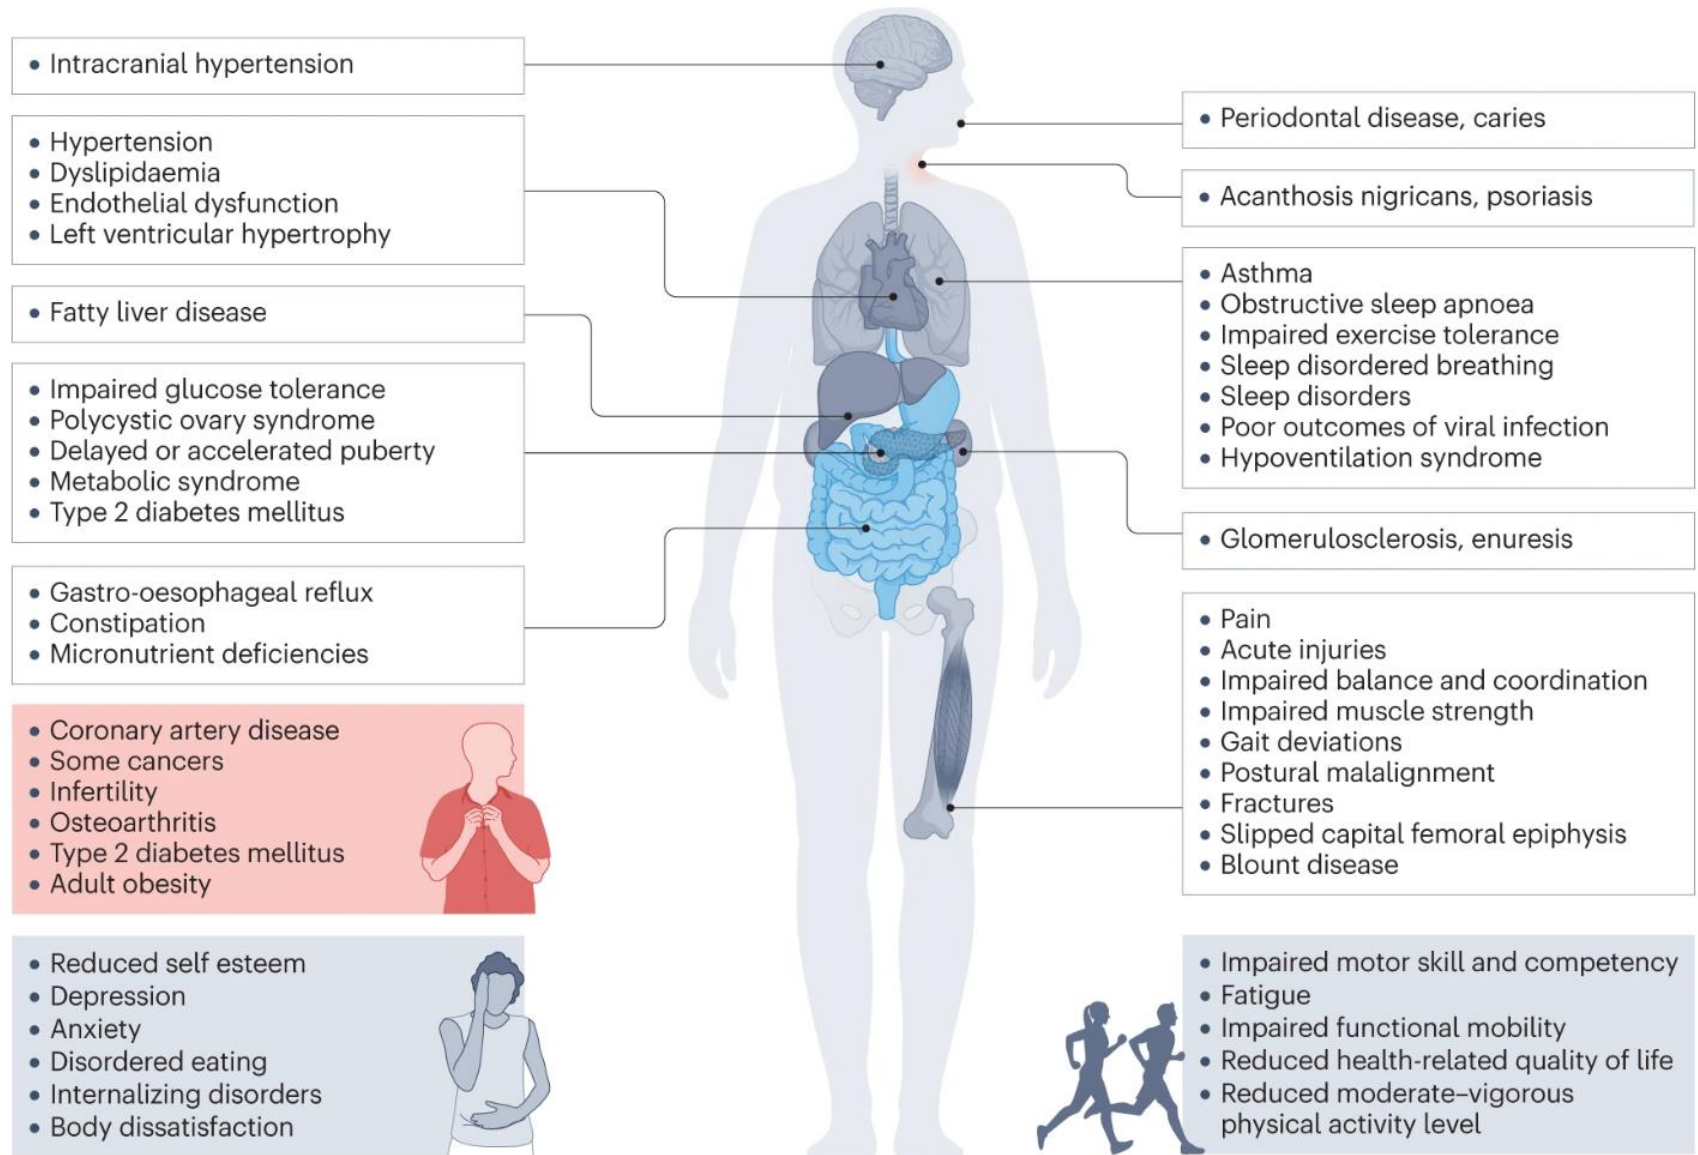 • Intracranial hypertension
• Hypertension
• Dyslipidaemia
• Endothelial dysfunction
• Left ventricular hypertrophy
• Fatty liver disease
• Impaired glucose tolerance
• Polycystic ovary syndrome
• Delayed or accelerated puberty
• Metabolic syndrome
• Type 2 diabetes mellitus
• Gastro-oesophageal reflux
• Constipation
• Micronutrient deficiencies
• Coronary artery disease
• Some cancers
• Infertility
• Osteoarthritis
• Type 2 diabetes mellitus
• Adult obesity
• Reduced self esteem
• Depression
• Anxiety
• Disordered eating
• Internalizing disorders
• Body dissatisfaction
• Periodontal disease, caries
• Acanthosis nigricans, psoriasis
• Asthma
• Obstructive sleep apnoea
• Impaired exercise tolerance
• Sleep disordered breathing
• Sleep disorders
• Poor outcomes of viral infection
• Hypoventilation syndrome
• Glomerulosclerosis, enuresis
• Pain
• Acute injuries
• Impaired balance and coordination
• Impaired muscle strength
• Gait deviations
• Postural malalignment
• Fractures
• Slipped capital femoral epiphysis
• Blount disease
• Impaired motor skill and competency
• Fatigue
• Impaired functional mobility
• Reduced health-related quality of life
• Reduced moderate–vigorous
physical activity level